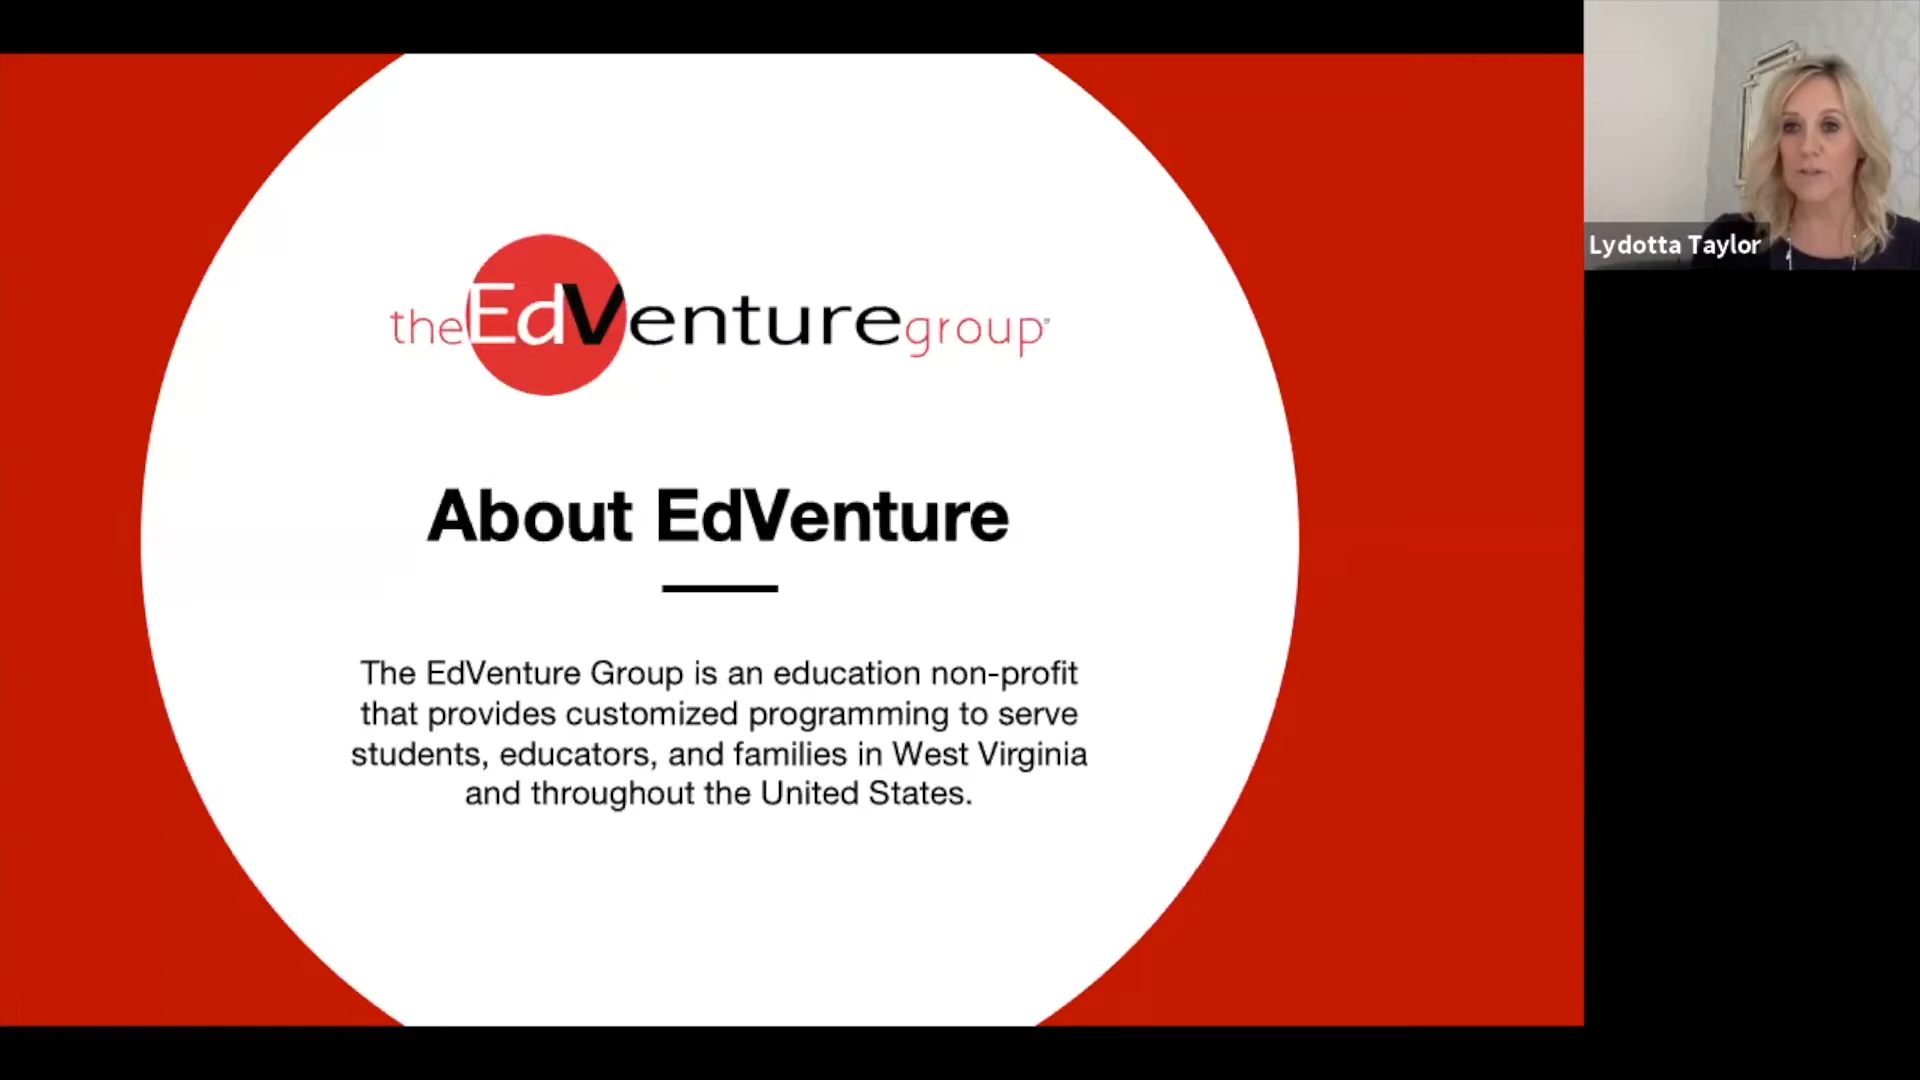 theEdVenturegroup®
About EdVenture
The EdVenture Group is an education non-profit
that provides customized programming to serve
students, educators, and families in West Virginia
and throughout the United States.
Lydotta Taylor